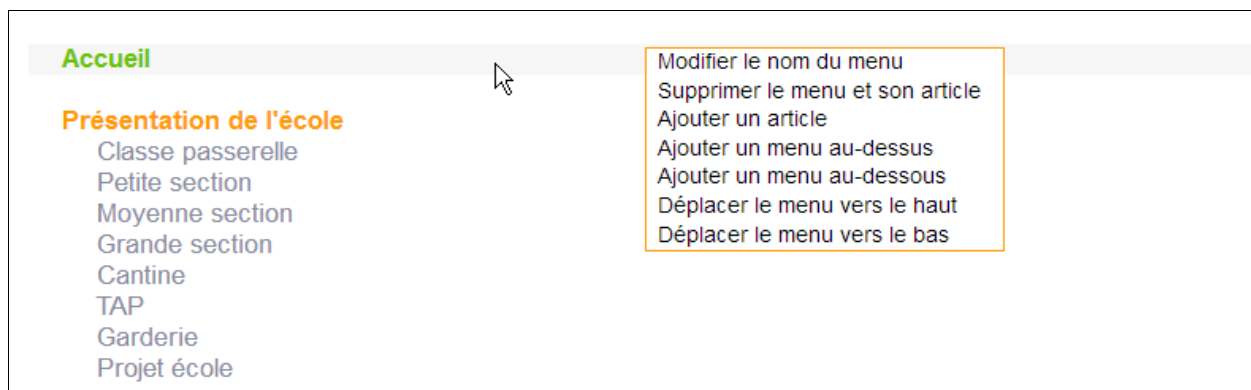 Accueil
Modifier le nom du menu
Supprimer le menu et son article
Ajouter un article
Ajouter un menu au-dessus
Ajouter un menu au-dessous
Déplacer le menu vers le haut
Déplacer le menu vers le bas
Présentation de l'école
Classe passerelle
Petite section
Moyenne section
Grande section
Cantine
TAP
Garderie
Projet école